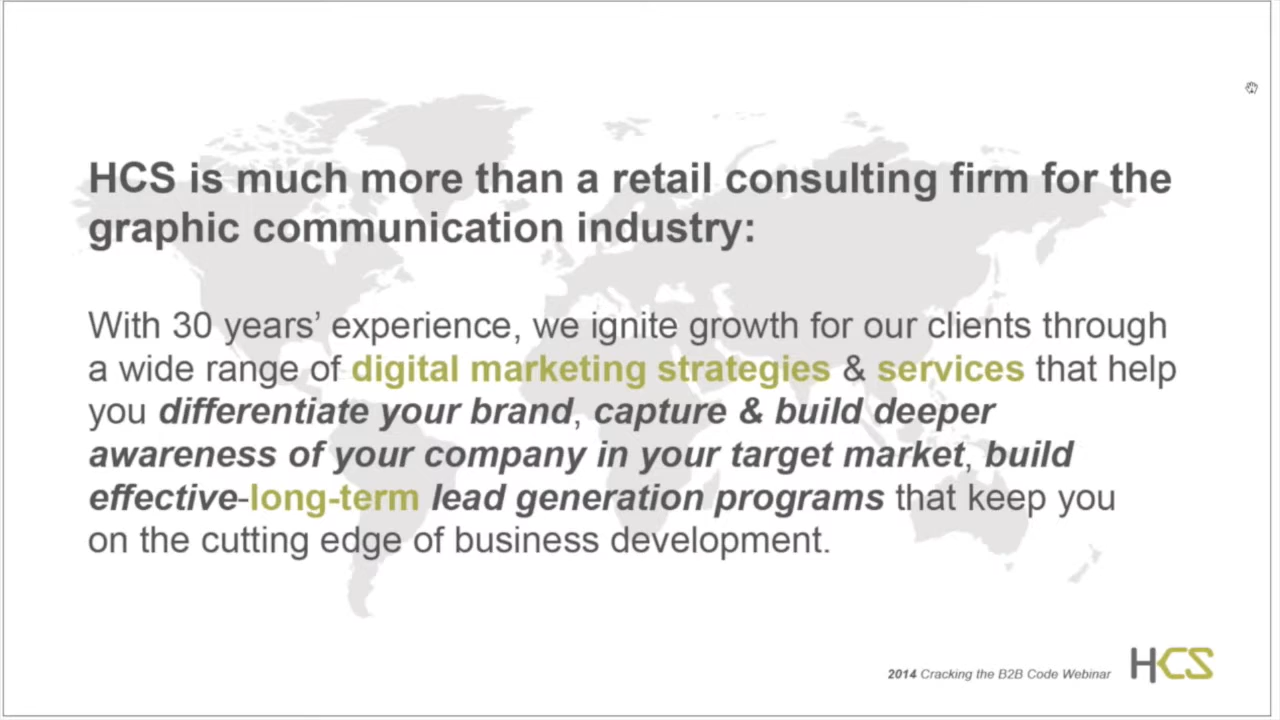 HCS is much more than a retail consulting firm for the
graphic communication industry:
With 30 years’ experience, we ignite growth for our clients through
a wide range of digital marketing strategies & services that help
you differentiate your brand, capture & build deeper
awareness of your company in your target market, build
effective-long-term lead generation programs that keep you
on the cutting edge of business development.
2014 Cracking the B2B Code Webinar
HCS